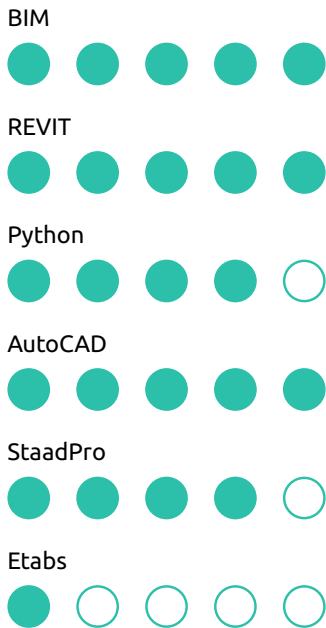 BIM
REVIT
Python
AutoCAD
StaadPro
Etabs